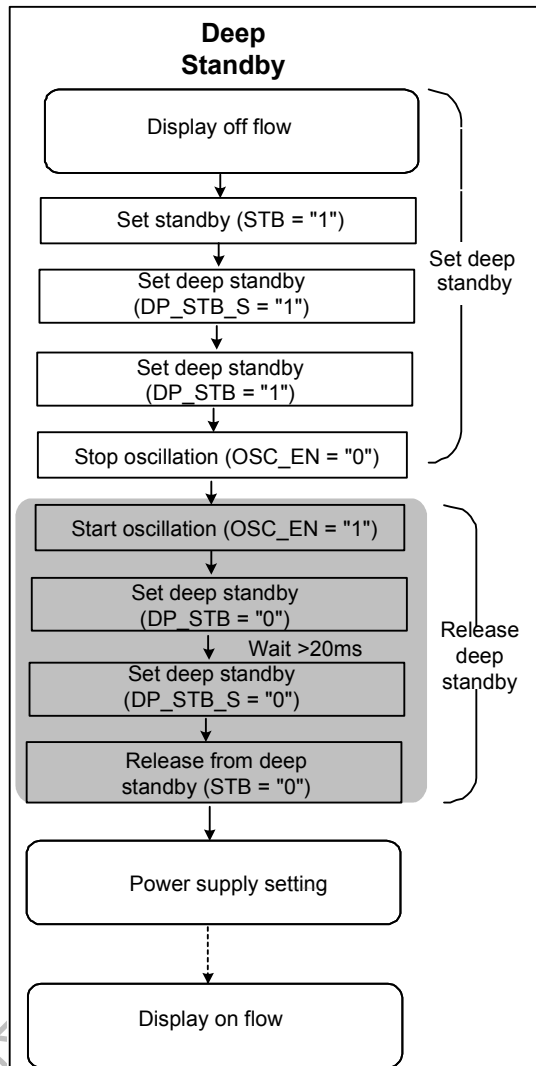 Deep
Standby
Display off flow
Set standby (STB = "1")
Set deep standby
(DP_STB_S = "1")
Set deep standby
(DP_STB = "1")
Stop oscillation (OSC_EN = "0")
Set deep
standby
Start oscillation (OSC_EN = "1")
Set deep standby
(DP_STB = "0")
Wait >20ms
Set deep standby
(DP_STB_S = "0")
Release from deep
standby (STB = "0")
Release
deep
standby
Power supply setting
Display on flow